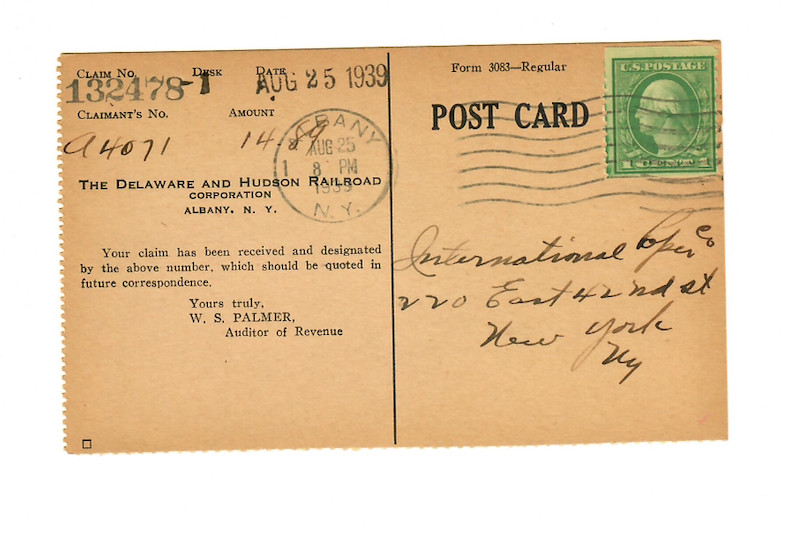 CLAIM NO. DESK DATE
132478-1 AUG 25 1939
CLAIMANT'S NO. AMOUNT
A4071 14.89
THE DELAWARE AND HUDSON RAILROAD
CORPORATION
ALBANY, N. Y.
Your claim has been received and designated
by the above number, which should be quoted in
future correspondence.
Yours truly,
W. S. PALMER,
Auditor of Revenue
ALBANY
AUG 25
1 8 PM
1939
N.Y.
Form 3083—Regular
POST CARD
U.S. POSTAGE
International Paper Co
220 East 42nd st
New York
Ny